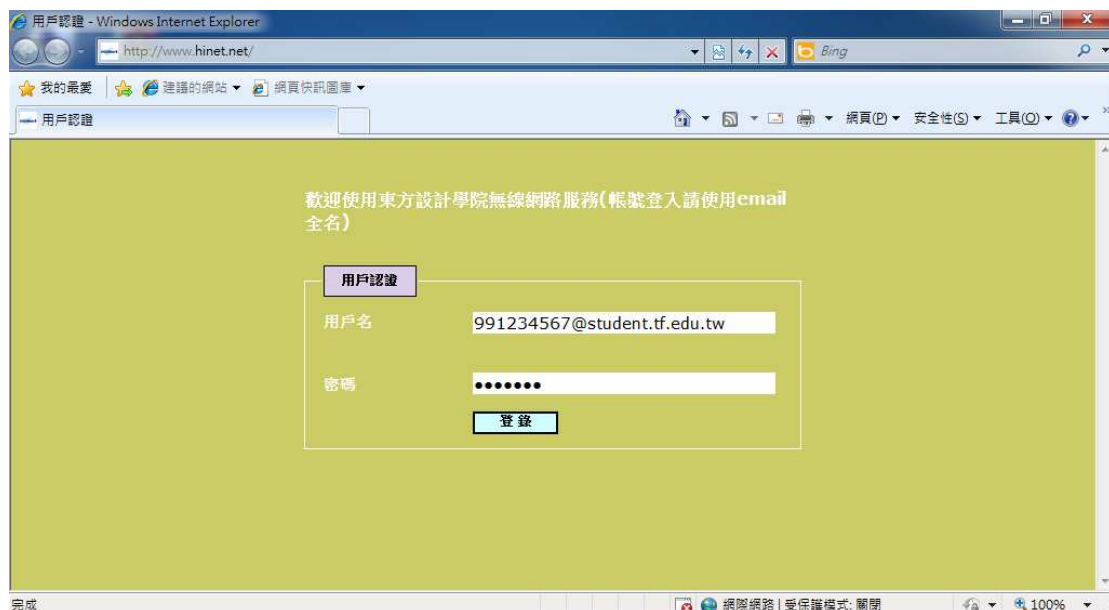 用戶認證 - Windows Internet Explorer
http://www.hinet.net/
Bing
我的最愛
建議的網站
網頁快訊圖庫
用戶認證
網頁(P)
安全性(S)
工具(O)
歡迎使用東方設計學院無線網路服務(帳號登入請使用email
全名)
用戶認證
用戶名
991234567@student.tf.edu.tw
密碼
•••••••
登 錄
完成
網際網路 | 受保護模式: 關閉
100%